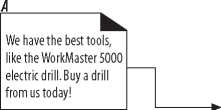 A
We have the best tools,
like the WorkMaster 5000
electric drill. Buy a drill
from us today!